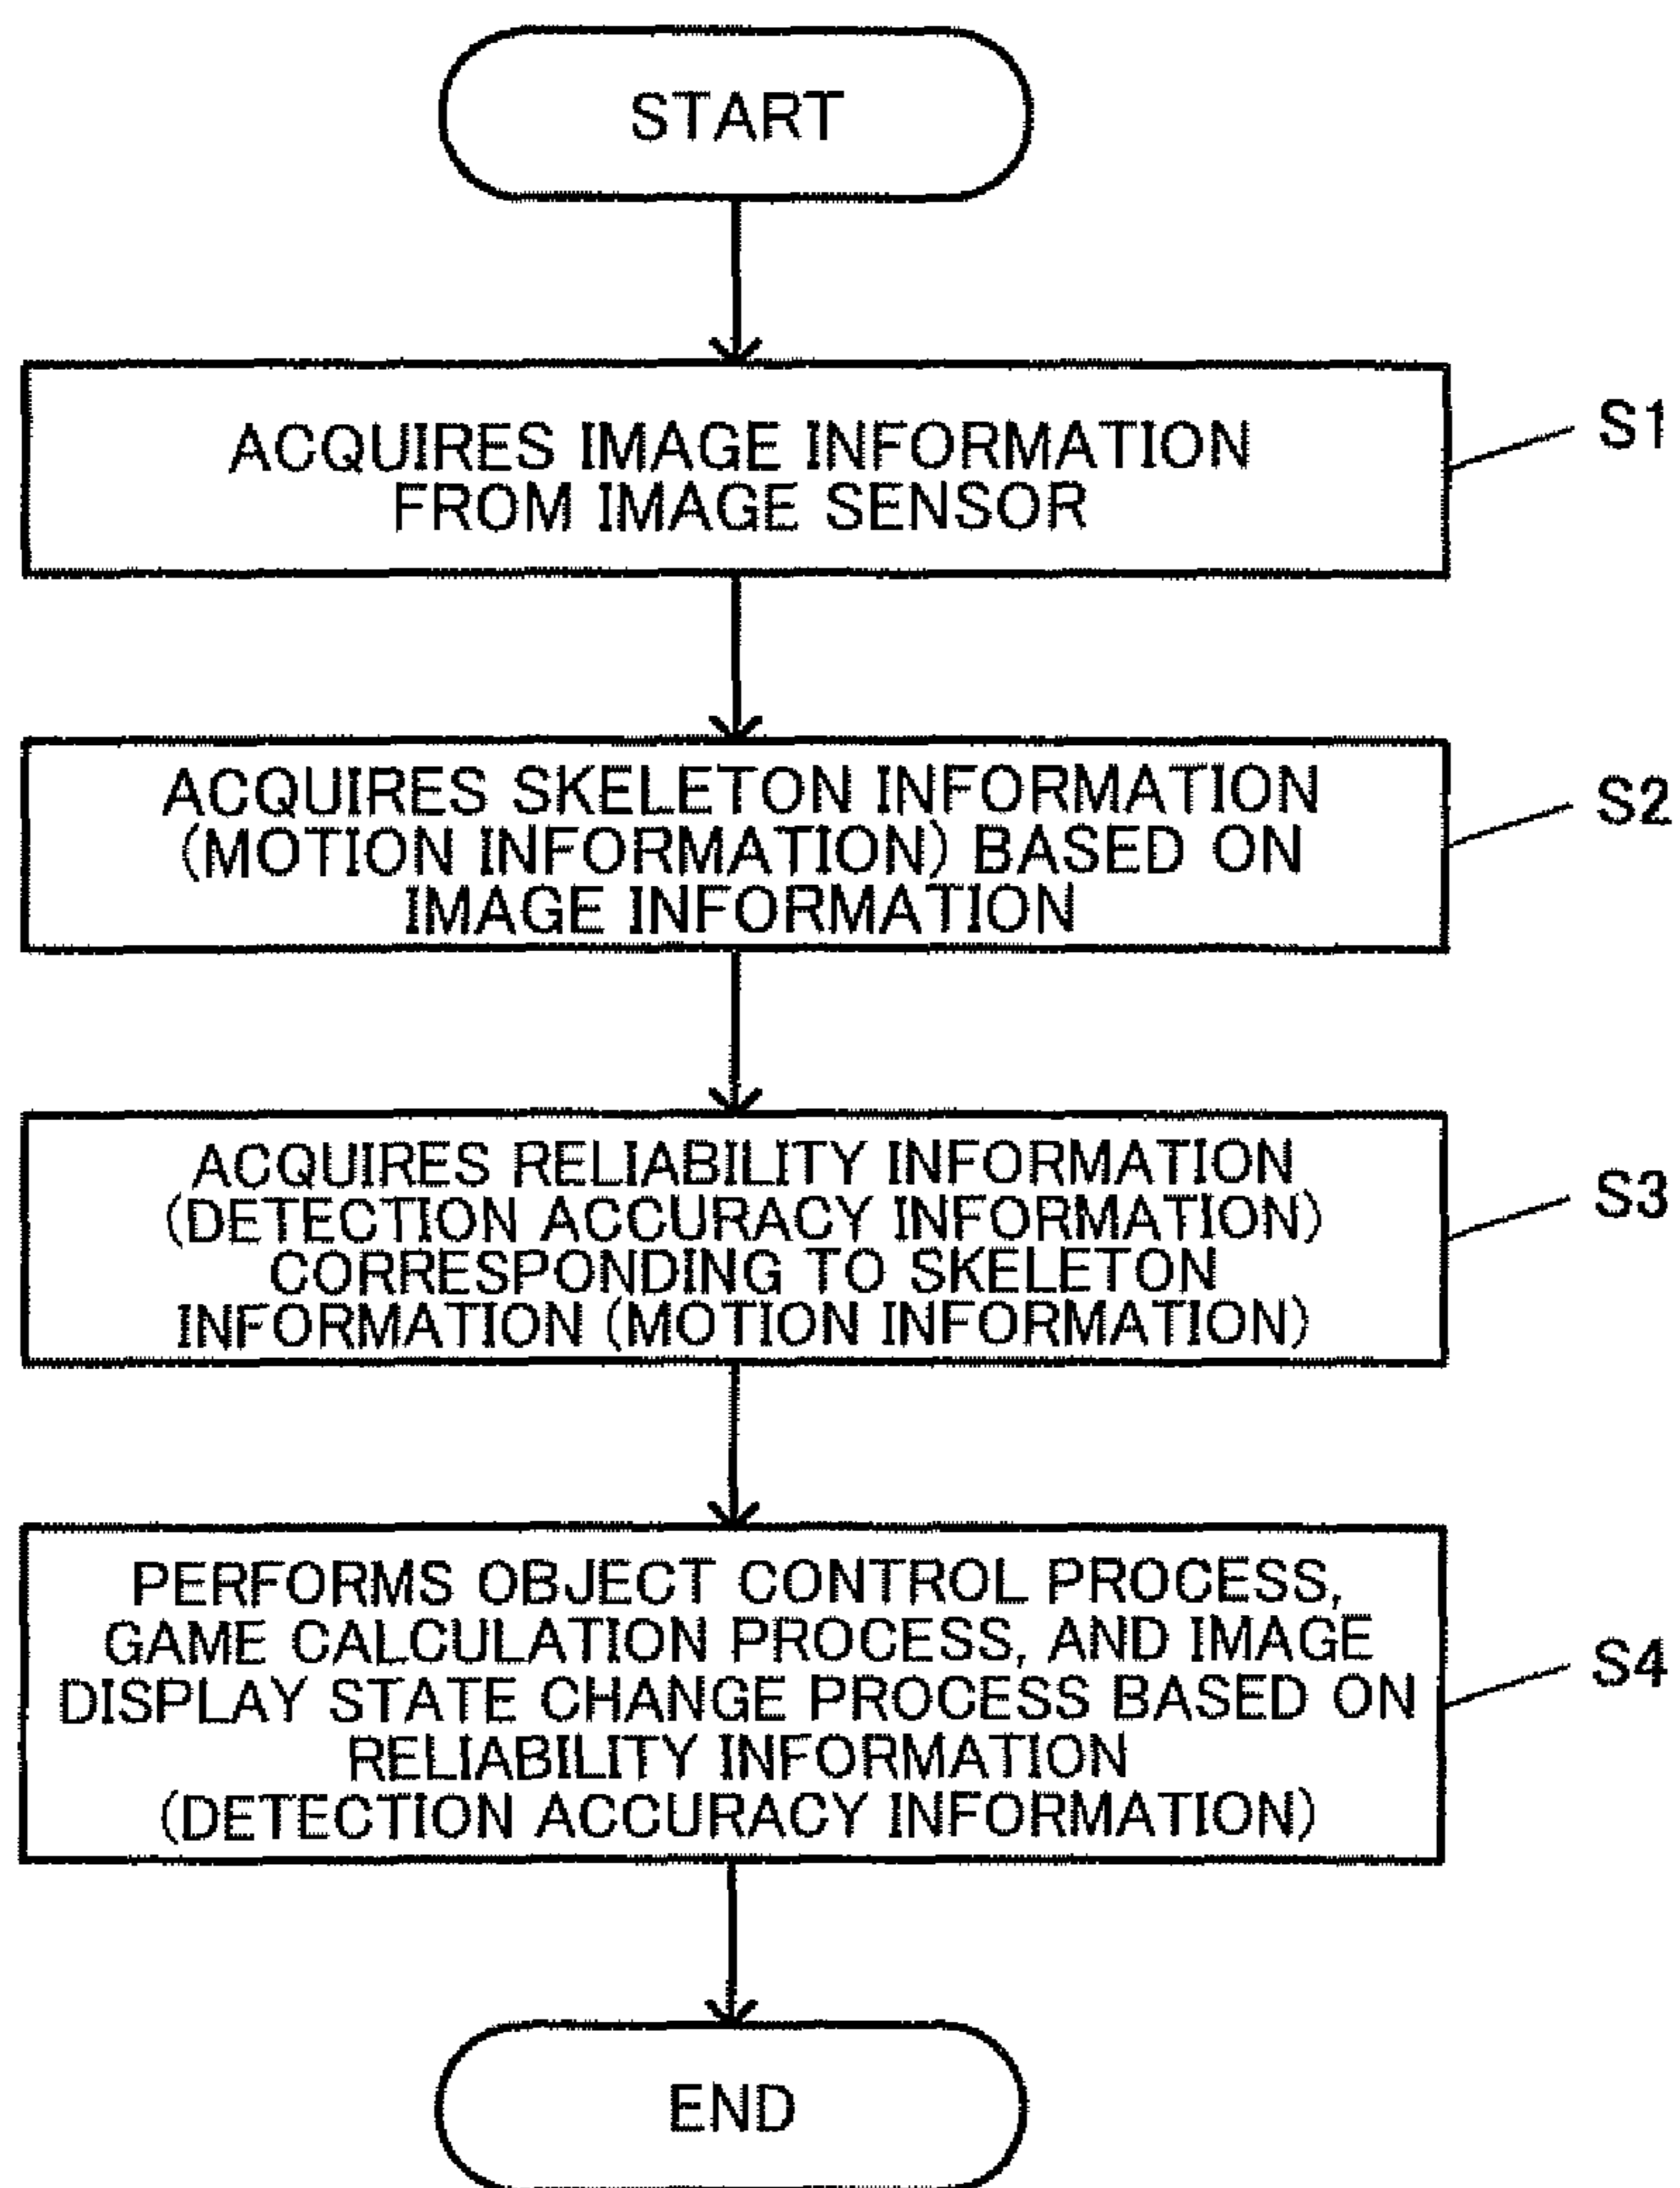 START
ACQUIRES IMAGE INFORMATION
FROM IMAGE SENSOR
S1
ACQUIRES SKELETON INFORMATION
(MOTION INFORMATION) BASED ON
IMAGE INFORMATION
S2
ACQUIRES RELIABILITY INFORMATION
(DETECTION ACCURACY INFORMATION)
CORRESPONDING TO SKELETON
INFORMATION (MOTION INFORMATION)
S3
PERFORMS OBJECT CONTROL PROCESS,
GAME CALCULATION PROCESS, AND IMAGE
DISPLAY STATE CHANGE PROCESS BASED ON
RELIABILITY INFORMATION
(DETECTION ACCURACY INFORMATION)
S4
END